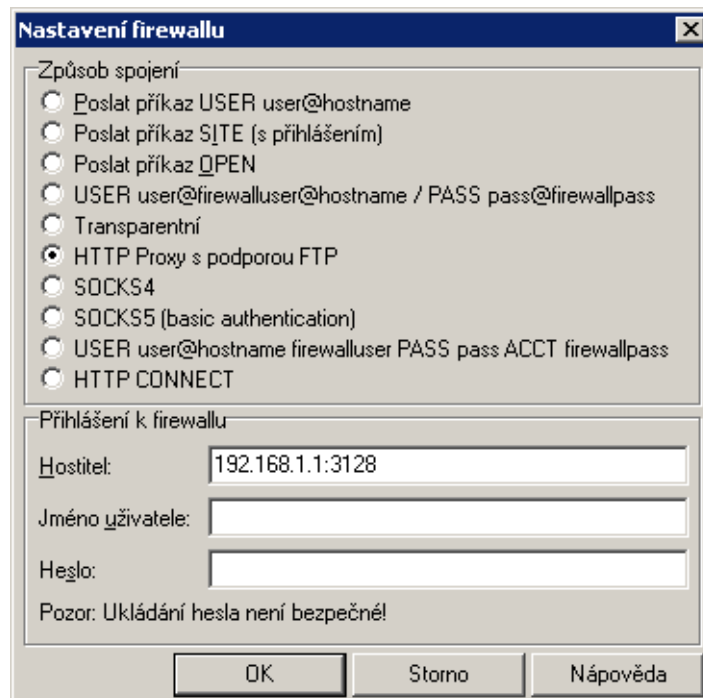 Nastavení firewallu
Způsob spojení
Poslat příkaz USER user@hostname
Poslat příkaz SITE (s přihlášením)
Poslat příkaz OPEN
USER user@firewalluser@hostname / PASS pass@firewallpass
Transparentní
HTTP Proxy s podporou FTP
SOCKS4
SOCKS5 (basic authentication)
USER user@hostname firewalluser PASS pass ACCT firewallpass
HTTP CONNECT
Přihlášení k firewallu
Hostitel: 192.168.1.1:3128
Jméno uživatele:
Heslo:
Pozor: Ukládání hesla není bezpečné!
OK Storno Nápověda